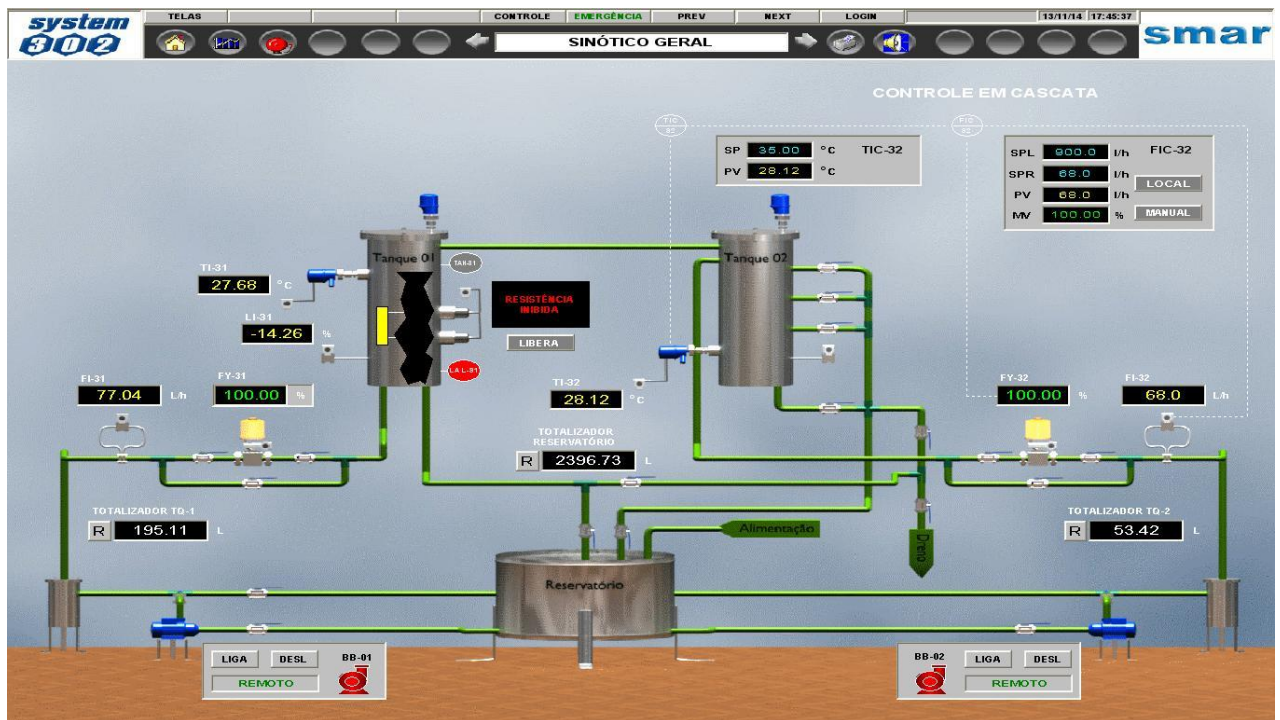 system 302
TELAS CONTROLE EMERGÊNCIA PREV NEXT LOGIN 13/11/14 17:45:37
SINÓTICO GERAL
smar
CONTROLE EM CASCATA
TIC
32
FIC
32
SP 35.00 °C TIC-32
PV 28.12 °C
SPL 900.0 l/h FIC-32
SPR 68.0 l/h
LOCAL
PV 68.0 l/h
MV 100.00 %
MANUAL
Tanque 01
Tanque 02
TI-31
27.68 °C
LI-31
-14.26 %
RESISTÊNCIA
INIBIDA
LIBERA
FI-31
77.04 L/h
FY-31
100.00 %
TI-32
28.12 °C
FY-32
100.00 %
FI-32
68.0 L/h
TOTALIZADOR
RESERVATÓRIO
R 2396.73 L
TOTALIZADOR TQ-1
R 195.11 L
TOTALIZADOR TQ-2
R 53.42 L
Alimentação
Dreno
Reservatório
LIGA DESL BB-01
REMOTO
BB-02 LIGA DESL
REMOTO